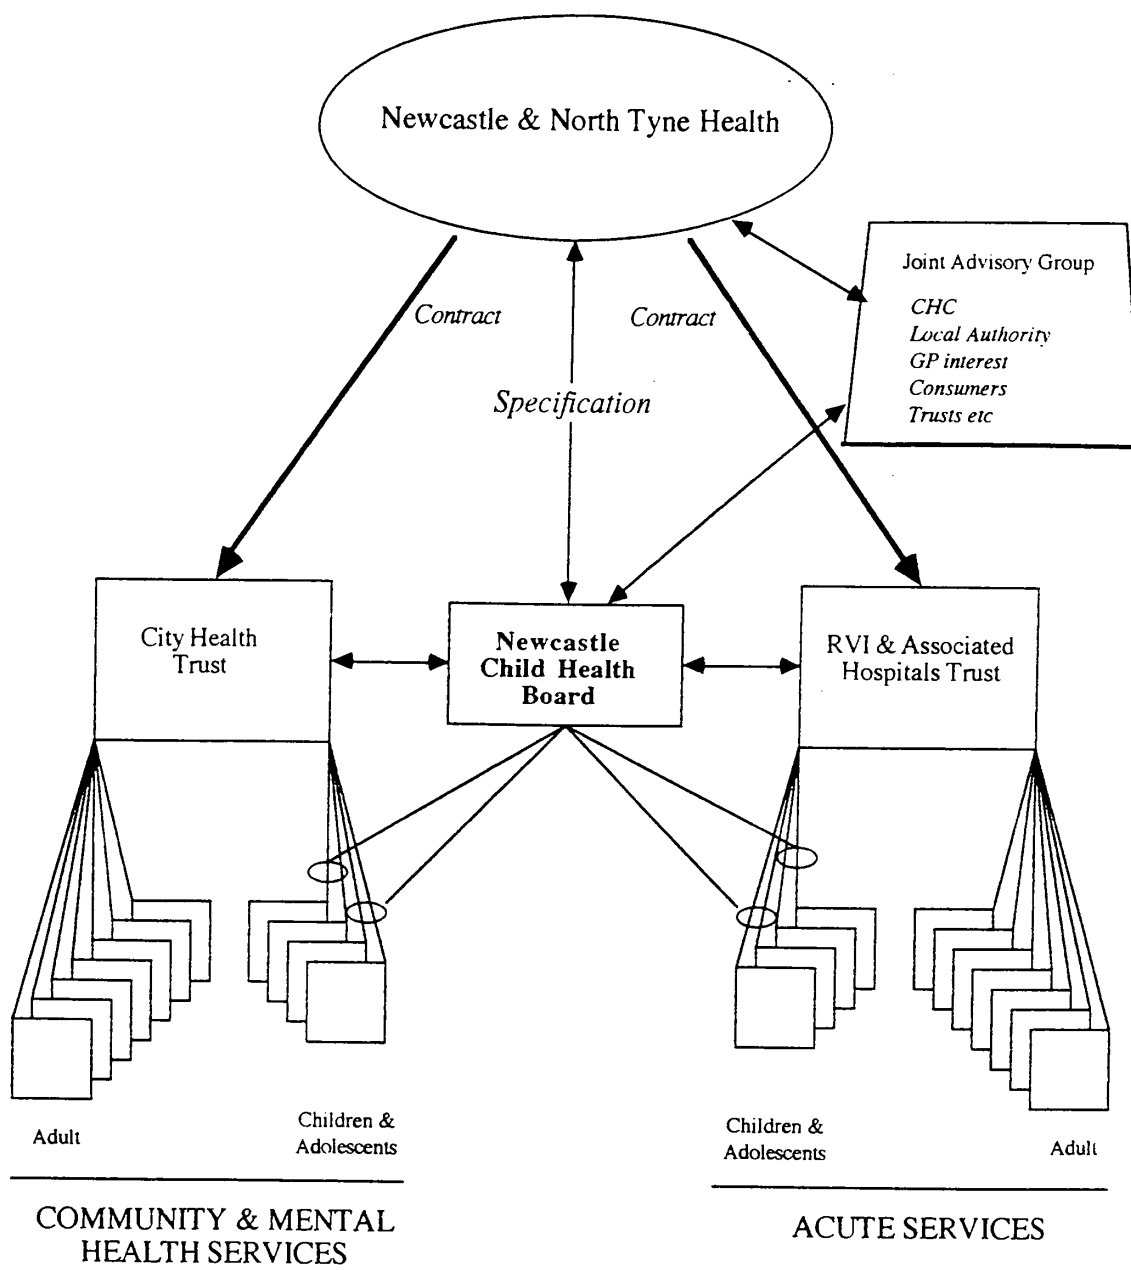 Newcastle & North Tyne Health
Joint Advisory Group
CHC
Local Authority
GP interest
Consumers
Trusts etc
Contract
Contract
Specification
City Health
Trust
Newcastle
Child Health
Board
RVI & Associated
Hospitals Trust
Adult
Children &
Adolescents
Children &
Adolescents
Adult
COMMUNITY & MENTAL
HEALTH SERVICES
ACUTE SERVICES